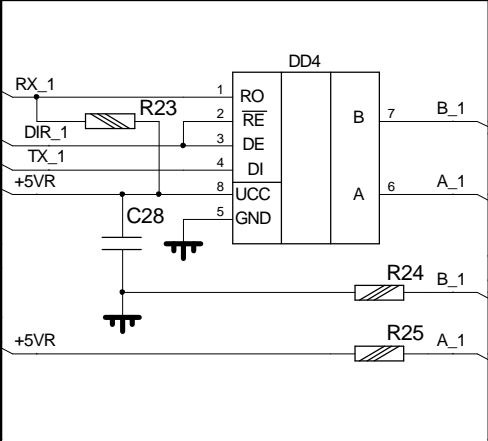 DD4
RX_1 1 RO
R23
DIR_1 2 RE B 7 B_1
3 DE
TX_1 4 DI
+5VR 8 UCC A 6 A_1
C28 5 GND
R24 B_1
+5VR R25 A_1